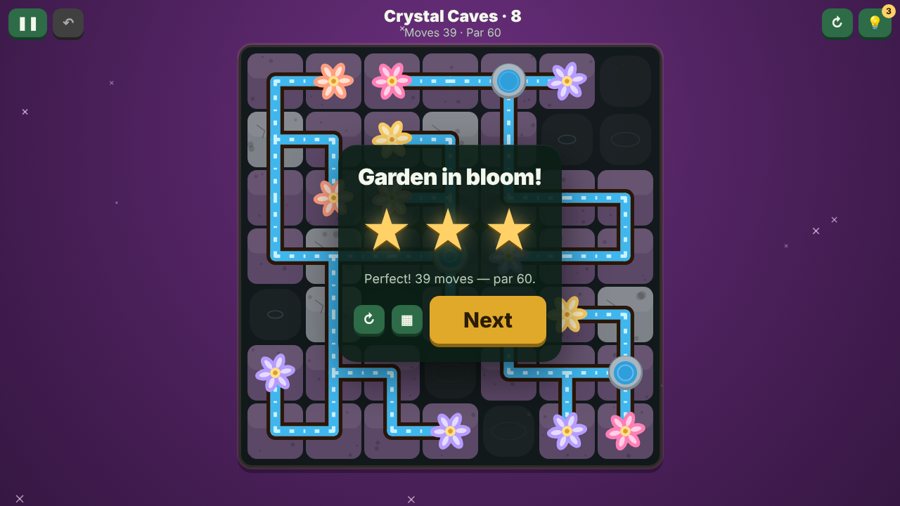 Crystal Caves · 8
Moves 39 · Par 60
3
Garden in bloom!
Perfect! 39 moves — par 60.
Next